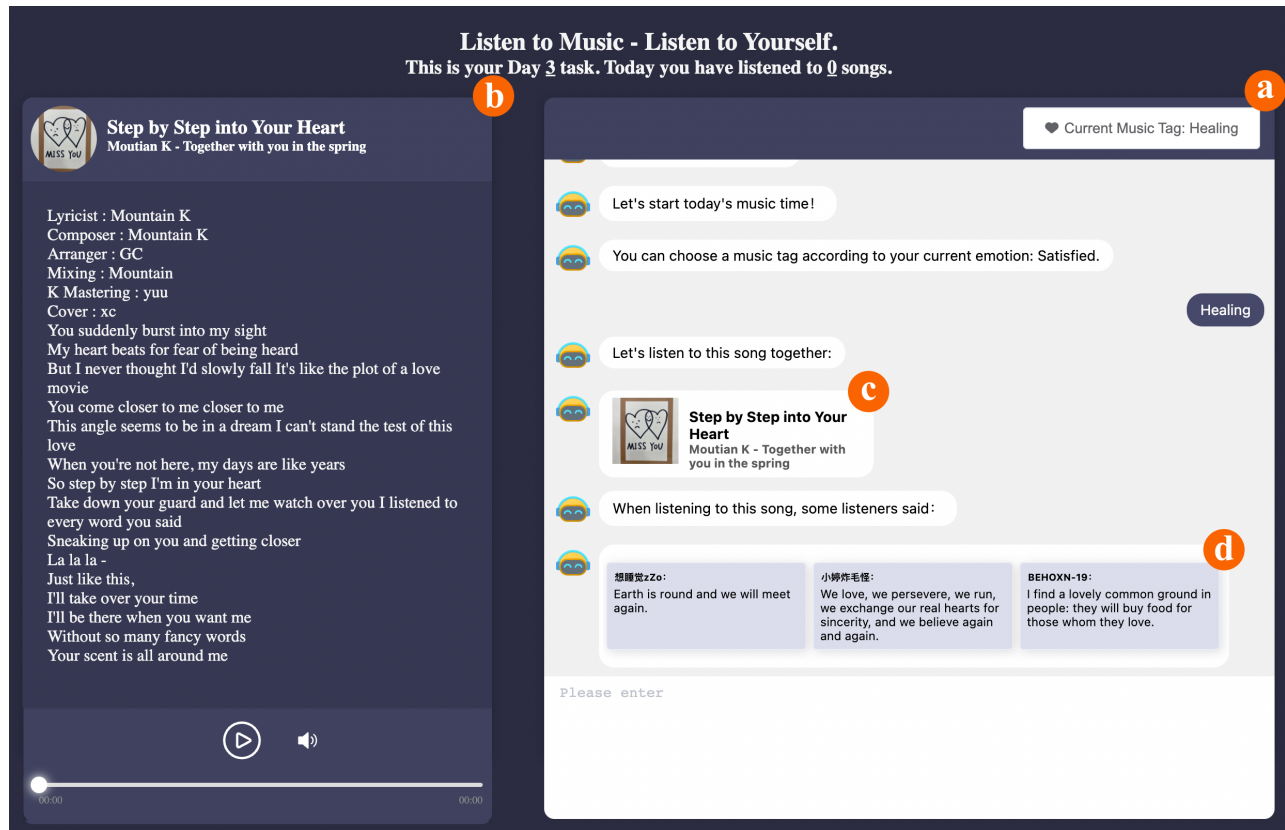 Listen to Music - Listen to Yourself.
This is your Day 3 task. Today you have listened to 0 songs.
b
a
MISS YOU
Step by Step into Your Heart
Moutian K - Together with you in the spring
Lyricist : Mountain K
Composer : Mountain K
Arranger : GC
Mixing : Mountain
K Mastering : yuu
Cover : xc
You suddenly burst into my sight
My heart beats for fear of being heard
But I never thought I'd slowly fall It's like the plot of a love
movie
You come closer to me closer to me
This angle seems to be in a dream I can't stand the test of this
love
When you're not here, my days are like years
So step by step I'm in your heart
Take down your guard and let me watch over you I listened to
every word you said
Sneaking up on you and getting closer
La la la -
Just like this,
I'll take over your time
I'll be there when you want me
Without so many fancy words
Your scent is all around me
00:00
00:00
Current Music Tag: Healing
Let's start today's music time!
You can choose a music tag according to your current emotion: Satisfied.
Healing
Let's listen to this song together:
c
MISS YOU
Step by Step into Your
Heart
Moutian K - Together with
you in the spring
When listening to this song, some listeners said:
d
想睡觉zZo:
Earth is round and we will meet
again.
小婷炸毛怪:
We love, we persevere, we run,
we exchange our real hearts for
sincerity, and we believe again
and again.
BEHOXN-19:
I find a lovely common ground in
people: they will buy food for
those whom they love.
Please enter